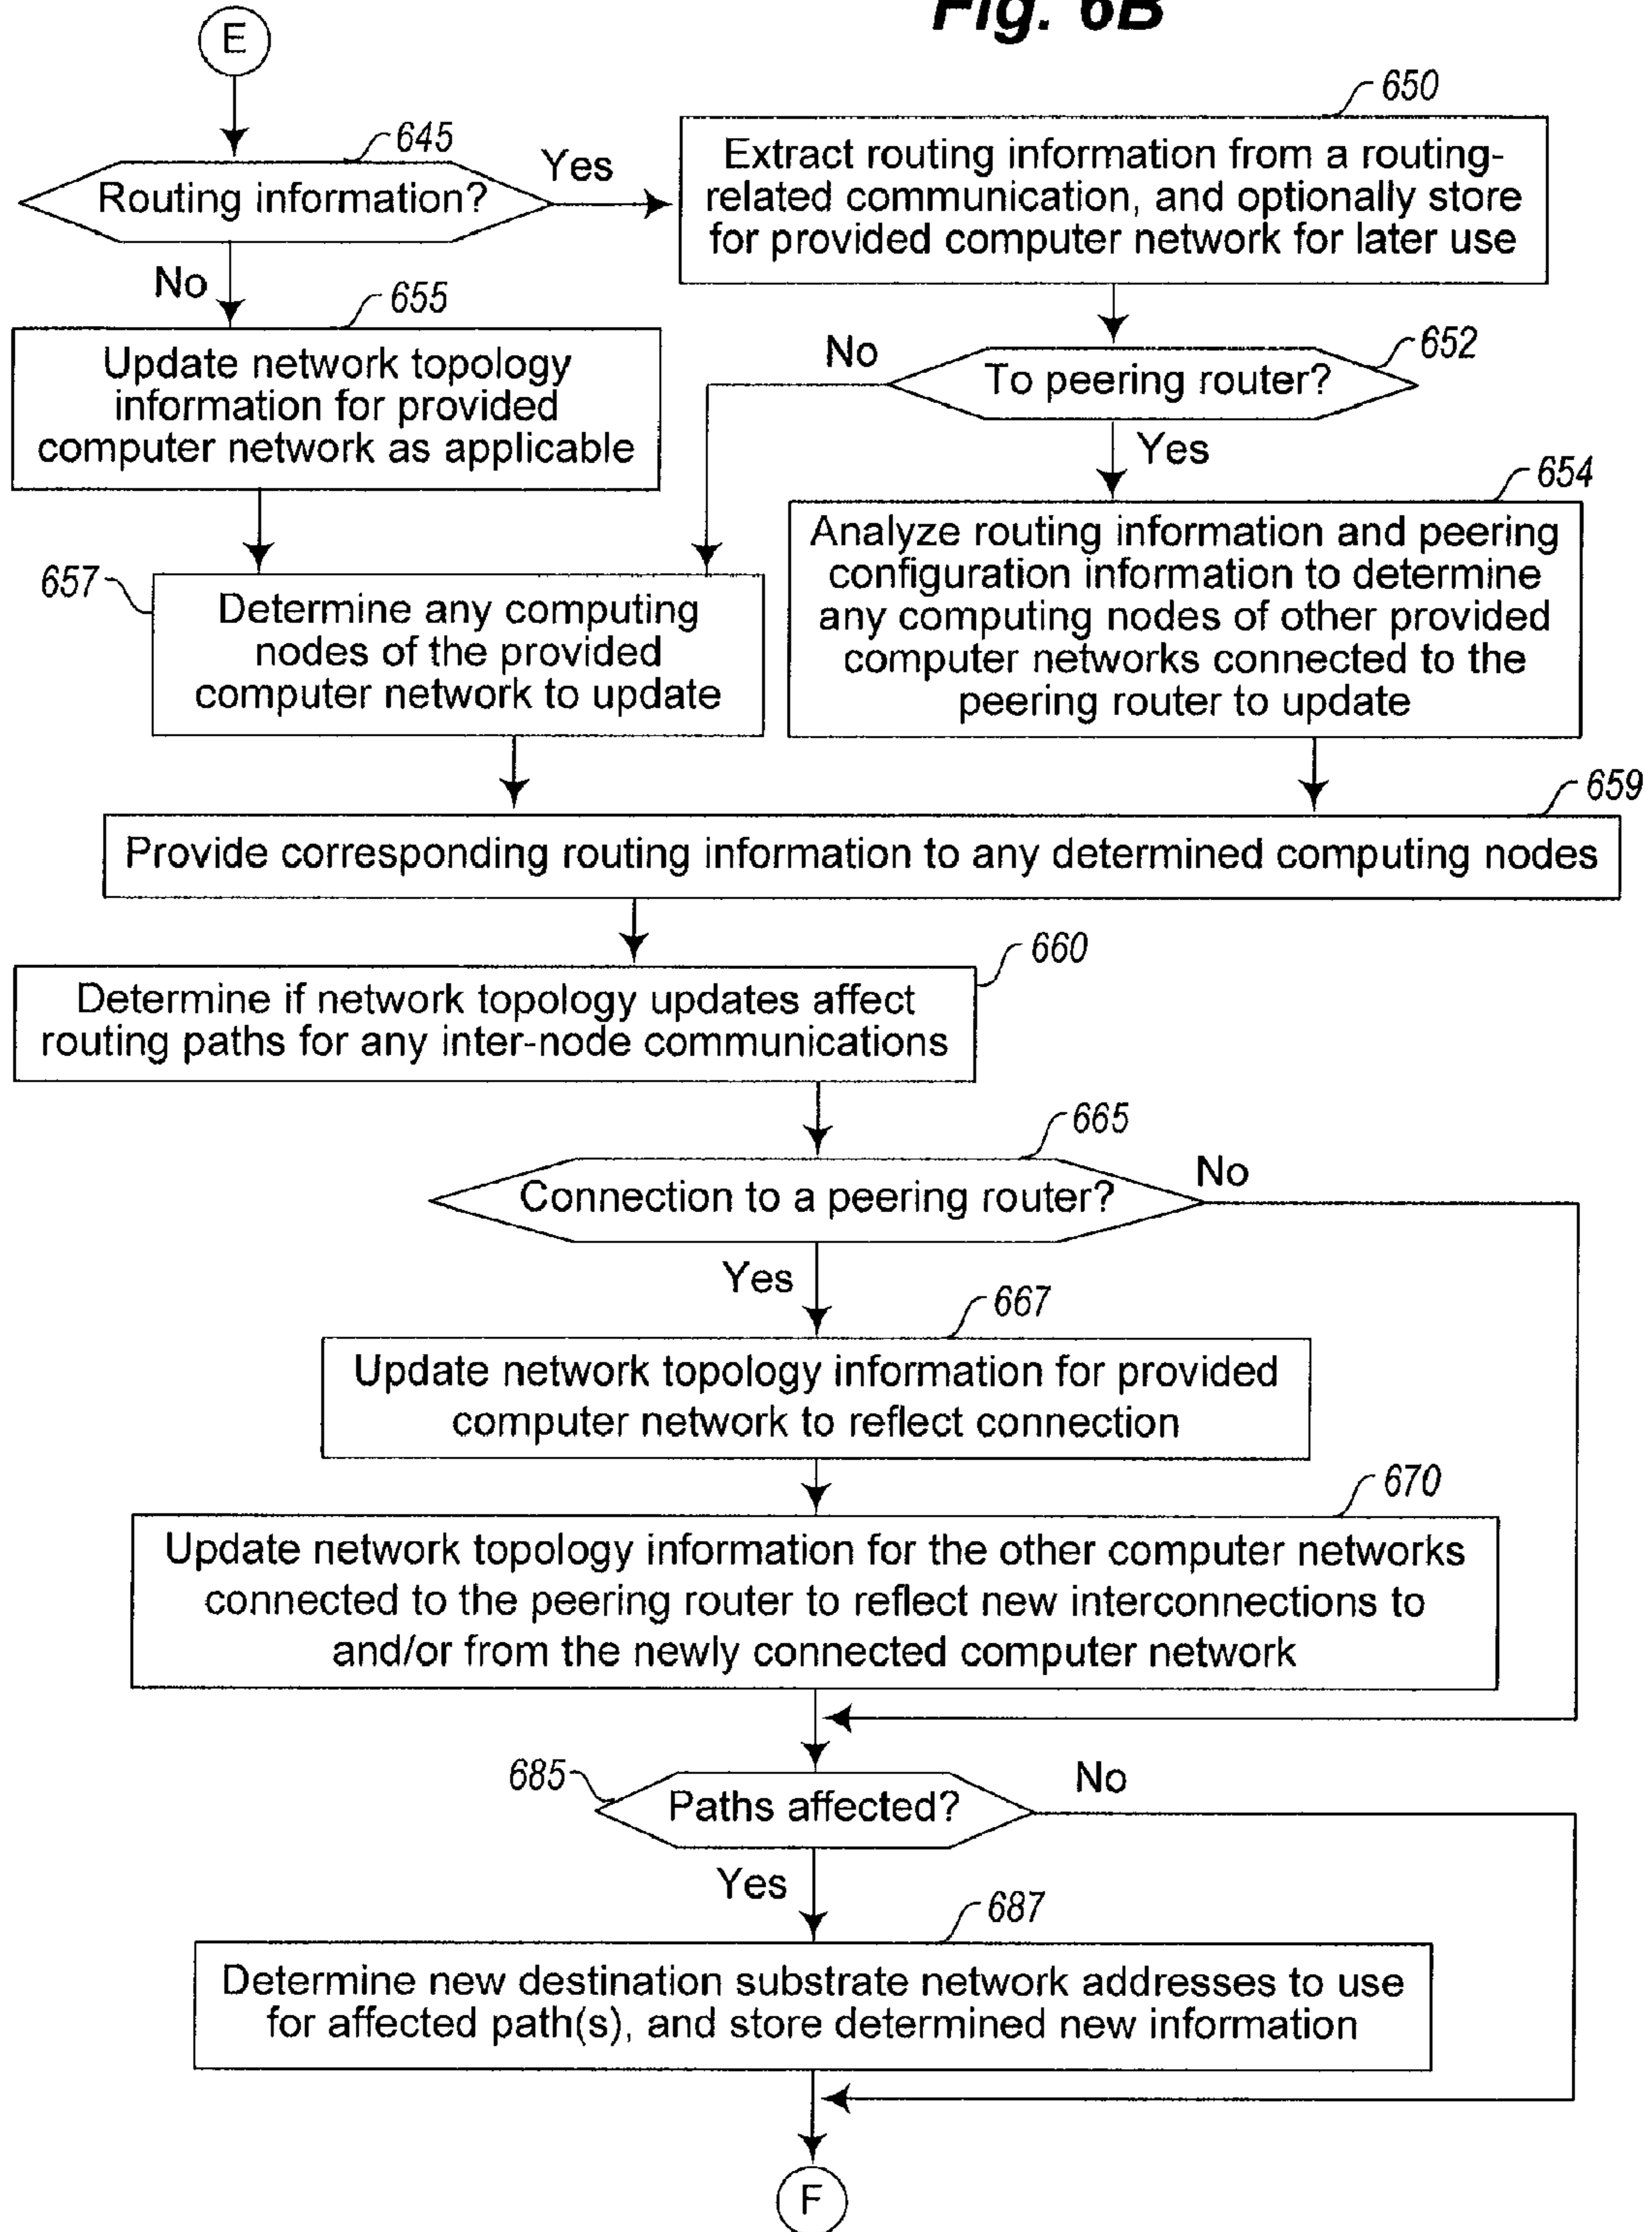 Fig. 6B
E
645
Routing information?
Yes
650
Extract routing information from a routing-
related communication, and optionally store
for provided computer network for later use
No
655
Update network topology
information for provided
computer network as applicable
652
To peering router?
No
Yes
654
Analyze routing information and peering
configuration information to determine
any computing nodes of other provided
computer networks connected to the
peering router to update
657
Determine any computing
nodes of the provided
computer network to update
659
Provide corresponding routing information to any determined computing nodes
660
Determine if network topology updates affect
routing paths for any inter-node communications
665
Connection to a peering router?
No
Yes
667
Update network topology information for provided
computer network to reflect connection
670
Update network topology information for the other computer networks
connected to the peering router to reflect new interconnections to
and/or from the newly connected computer network
685
Paths affected?
No
Yes
687
Determine new destination substrate network addresses to use
for affected path(s), and store determined new information
F